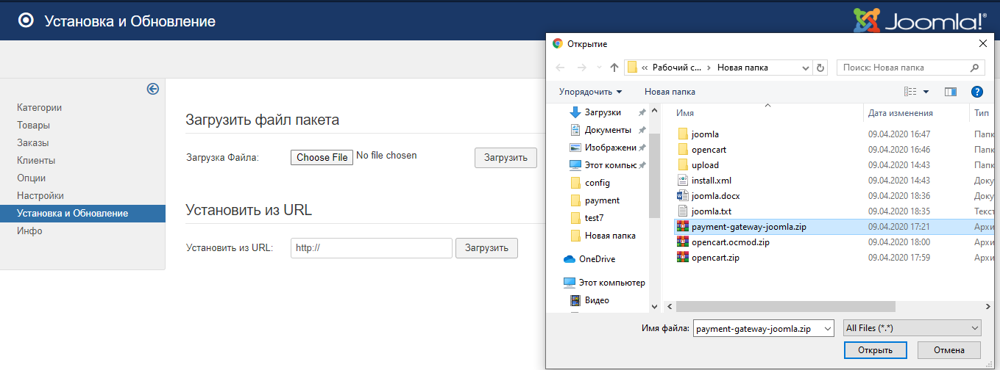 Установка и Обновление
Joomla!®
Категории
Товары
Заказы
Клиенты
Опции
Настройки
Установка и Обновление
Инфо
Загрузить файл пакета
Загрузка Файла: Choose File No file chosen Загрузить
Установить из URL
Установить из URL: http:// Загрузить
Открытие
« Рабочий с... › Новая папка
Поиск: Новая папка
Упорядочить Новая папка
Загрузки
Документы
Изображени
Этот компьюс
config
payment
test7
Новая папка
OneDrive
Этот компьютер
Видео
Имя Дата изменения Тип
joomla 09.04.2020 16:47 Папк
opencart 09.04.2020 16:46 Папк
upload 09.04.2020 14:43 Папк
install.xml 09.04.2020 14:43 Доку
joomla.docx 09.04.2020 18:36 Доку
joomla.txt 09.04.2020 18:35 Текст
payment-gateway-joomla.zip 09.04.2020 17:21 Архи
opencart.ocmod.zip 09.04.2020 18:00 Архи
opencart.zip 09.04.2020 17:59 Архи
Имя файла: payment-gateway-joomla.zip All Files (*.*)
Открыть Отмена